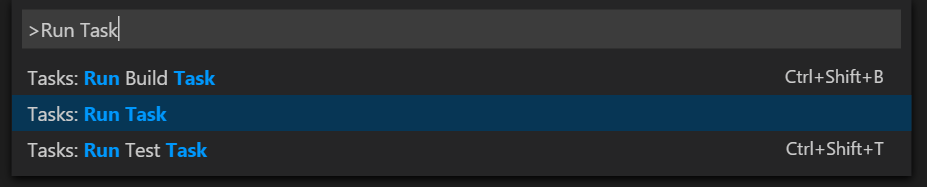 >Run Task
Tasks: Run Build Task Ctrl+Shift+B
Tasks: Run Task
Tasks: Run Test Task Ctrl+Shift+T